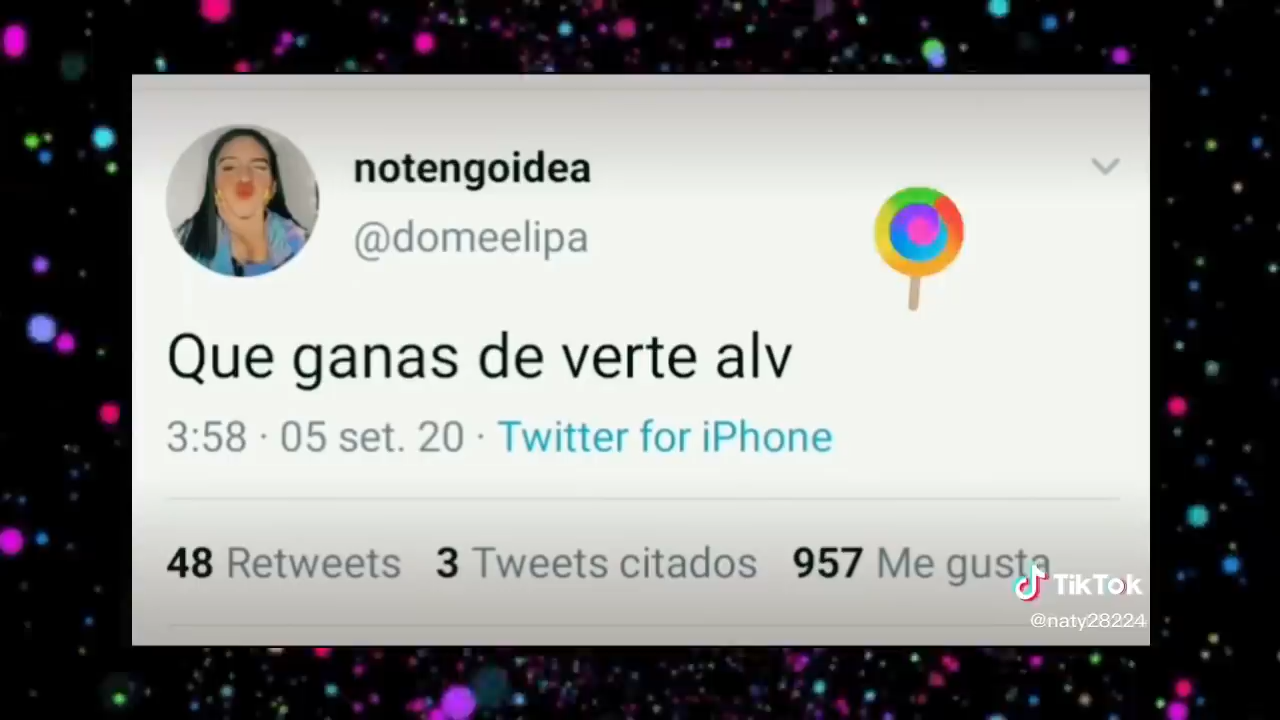 notengoidea
@domeelipa
Que ganas de verte alv
3:58 · 05 set. 20 · Twitter for iPhone
48 Retweets 3 Tweets citados 957 Me gusta
TikTok
@naty28224